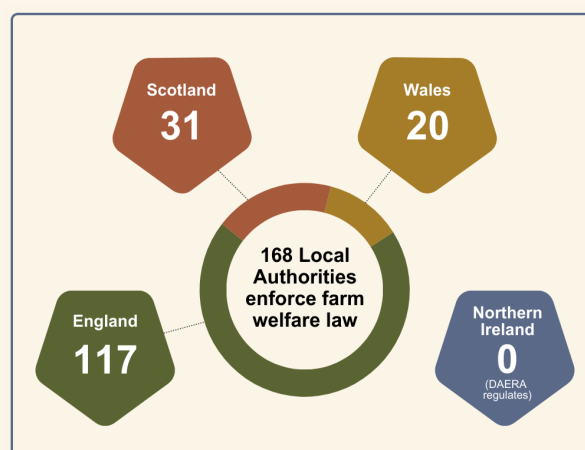 Scotland
31
Wales
20
168 Local
Authorities
enforce farm
welfare law
England
117
Northern
Ireland
0
(DAERA
regulates)